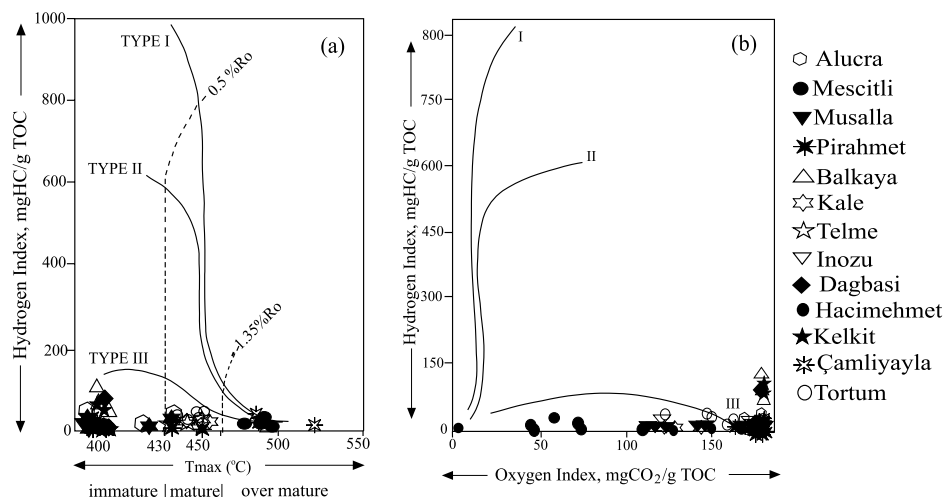 1000
800
600
400
200
0
Hydrogen Index, mgHC/g TOC
TYPE I
TYPE II
TYPE III
0.5 %Ro
1.35%Ro
(a)
400
430
450
500
550
Tmax (°C)
immature
mature
over mature
800
750
600
450
300
150
0
Hydrogen Index, mgHC/g TOC
I
II
III
(b)
0
50
100
150
Oxygen Index, mgCO2/g TOC
Alucra
Mescitli
Musalla
Pirahmet
Balkaya
Kale
Telme
Inozu
Dagbasi
Hacimehmet
Kelkit
Çamliyayla
Tortum